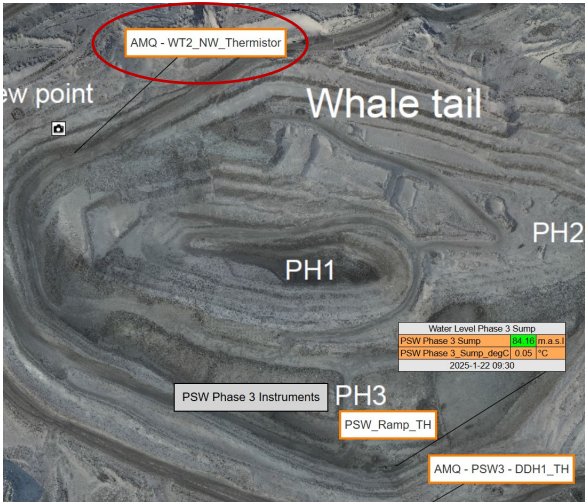 AMQ - WT2_NW_Thermistor
ew point
Whale tail
PH2
PH1
Water Level Phase 3 Sump
PSW Phase 3 Sump 84.16 m.a.s.l
PSW Phase 3_Sump_degC 0.05 °C
2025-1-22 09:30
PSW Phase 3 Instruments
PH3
PSW_Ramp_TH
AMQ - PSW3 - DDH1_TH